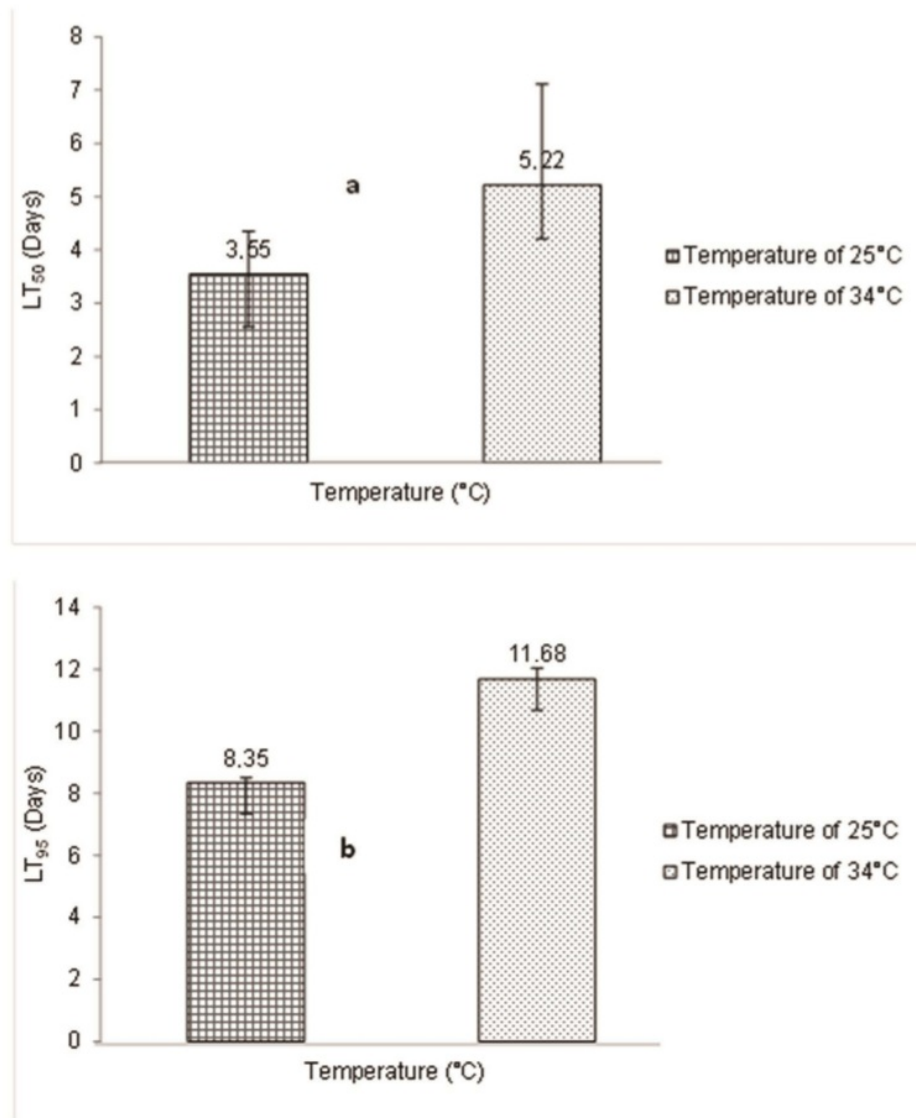 8
7
6
5
4
3
2
1
0
LT50 (Days)
3.55
a
5.22
Temperature of 25°C
Temperature of 34°C
Temperature (°C)
14
12
10
8
6
4
2
0
LT95 (Days)
8.35
b
11.68
Temperature of 25°C
Temperature of 34°C
Temperature (°C)